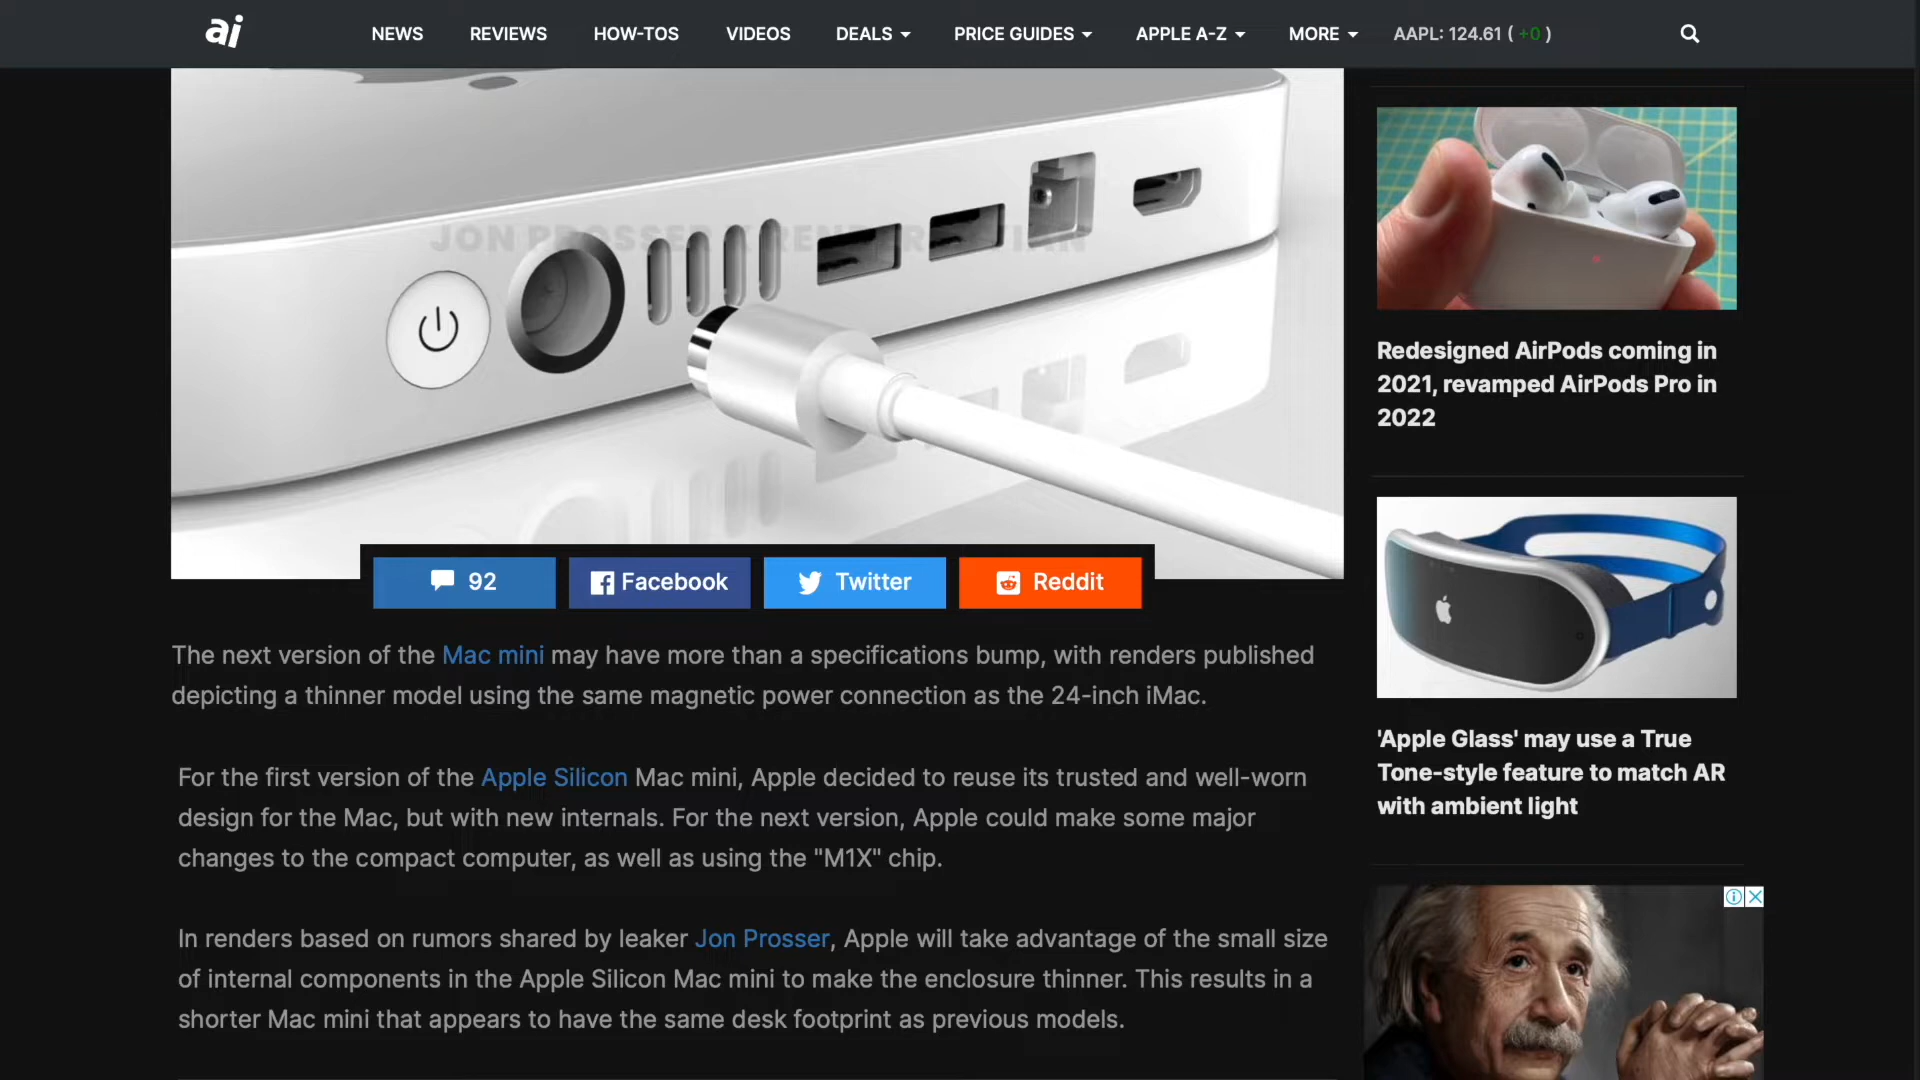 ai
NEWS REVIEWS HOW-TOS VIDEOS DEALS PRICE GUIDES APPLE A-Z MORE AAPL: 124.61 ( +0 )
JON PROSSER X RENDERSBYIAN
92 Facebook Twitter Reddit
The next version of the Mac mini may have more than a specifications bump, with renders published
depicting a thinner model using the same magnetic power connection as the 24-inch iMac.
For the first version of the Apple Silicon Mac mini, Apple decided to reuse its trusted and well-worn
design for the Mac, but with new internals. For the next version, Apple could make some major
changes to the compact computer, as well as using the "M1X" chip.
In renders based on rumors shared by leaker Jon Prosser, Apple will take advantage of the small size
of internal components in the Apple Silicon Mac mini to make the enclosure thinner. This results in a
shorter Mac mini that appears to have the same desk footprint as previous models.
Redesigned AirPods coming in
2021, revamped AirPods Pro in
2022
'Apple Glass' may use a True
Tone-style feature to match AR
with ambient light